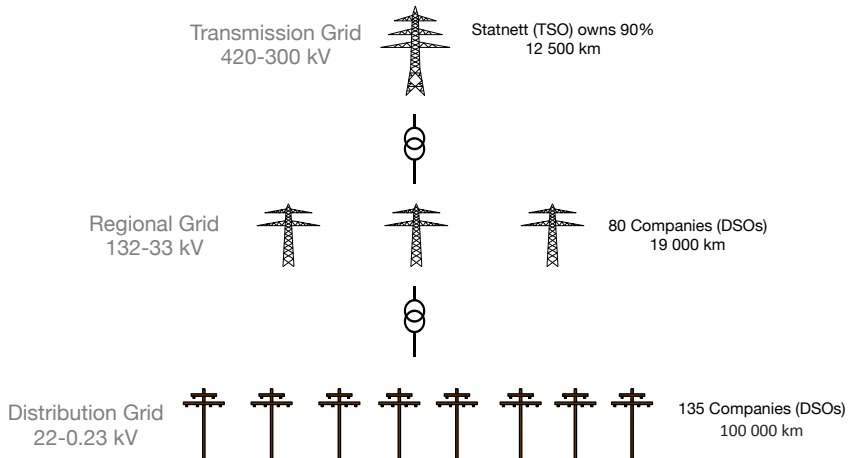 Transmission Grid
420-300 kV
Statnett (TSO) owns 90%
12 500 km
Regional Grid
132-33 kV
80 Companies (DSOs)
19 000 km
Distribution Grid
22-0.23 kV
135 Companies (DSOs)
100 000 km